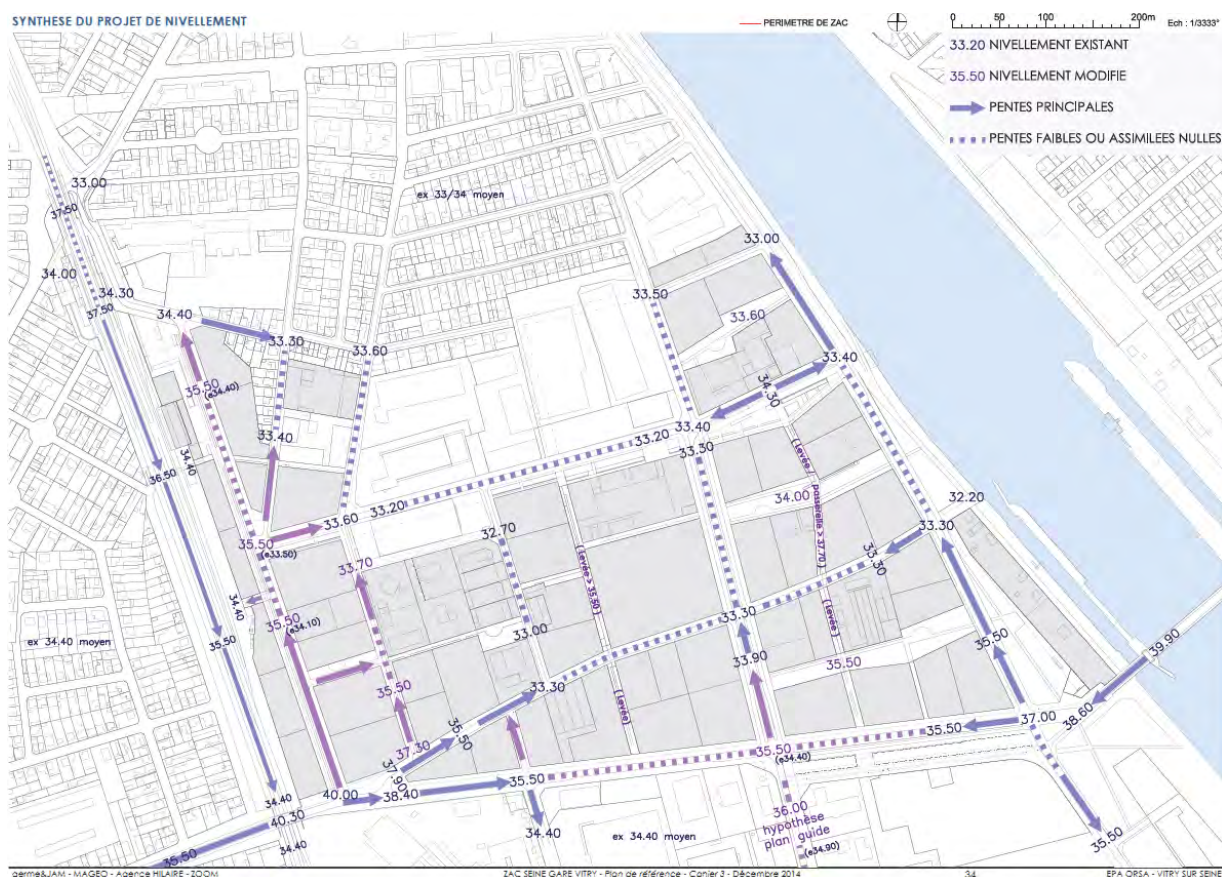 SYNTHESE DU PROJET DE NIVELLEMENT
PERIMETRE DE ZAC
0 50 100 200m
Ech : 1/3333°
33.20 NIVELLEMENT EXISTANT
35.50 NIVELLEMENT MODIFIE
PENTES PRINCIPALES
PENTES FAIBLES OU ASSIMILEES NULLES
33.00
37.50
ex 33/34 moyen
33.00
34.00
34.30
37.50
34.40
33.50
33.60
33.30
33.60
33.40
35.50
(e34.40)
34.30
33.40
33.20
33.40
33.30
34.40
36.50
(Levée)
33.60
33.20
34.00
passerelle > 37.70)
32.20
35.50
(e33.50)
32.70
33.30
33.70
33.30
(Levée > 35.50)
34.40
35.50
(e34.10)
33.30
(Levée)
ex 34.40 moyen
35.50
33.00
33.90
35.50
35.50
39.90
35.50
33.30
(Levée)
37.30
35.50
37.90
35.50
37.00
38.60
35.50
(e34.40)
34.40
40.00
38.40
35.50
40.30
34.40
35.50
34.40
ex 34.40 moyen
36.00
hypothèse
plan guide
(e34.90)
35.50
germe&JAM - MAGEO - Agence HILAIRE - ZOOM
ZAC SEINE GARE VITRY - Plan de référence - Cahier 3 - Décembre 2014
34
EPA ORSA - VITRY SUR SEINE